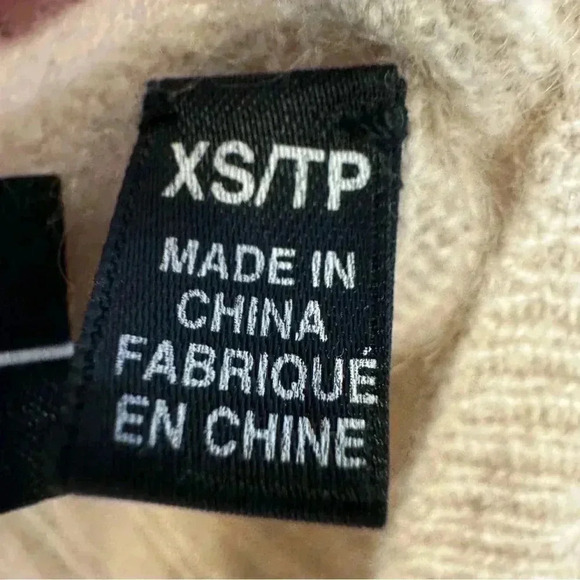 XS/TP
MADE IN
CHINA
FABRIQUÉ
EN CHINE